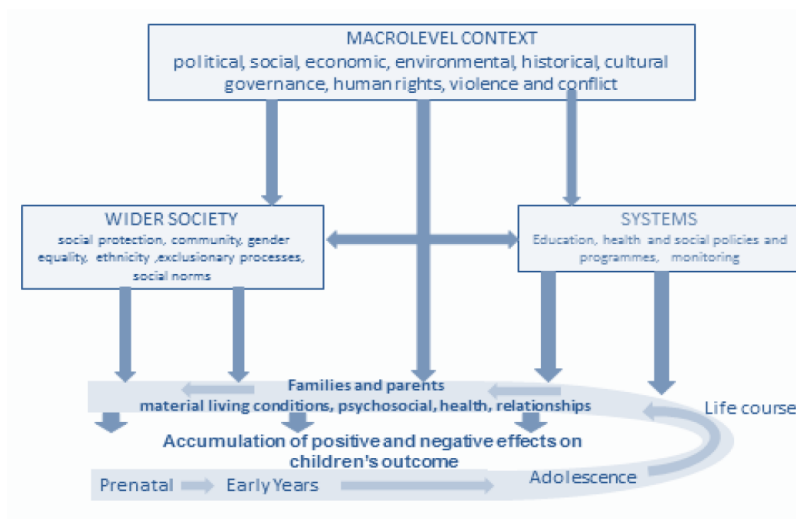 MACROLEVEL CONTEXT
political, social, economic, environmental, historical, cultural
governance, human rights, violence and conflict
WIDER SOCIETY
social protection, community, gender
equality, ethnicity ,exclusionary processes,
social norms
SYSTEMS
Education, health and social policies and
programmes, monitoring
Families and parents
material living conditions, psychosocial, health, relationships
Life course
Accumulation of positive and negative effects on
children's outcome
Prenatal
Early Years
Adolescence